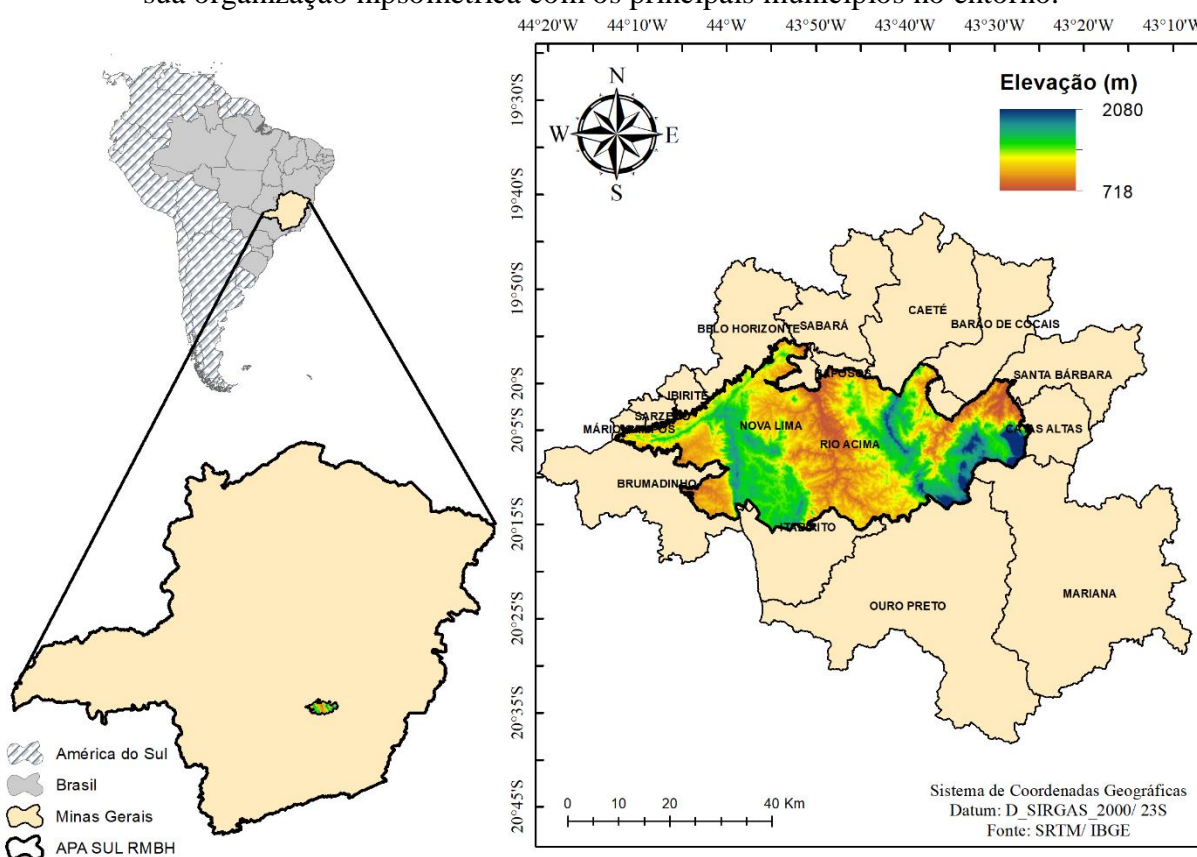 sua organização hipsométrica com os principais municípios no entorno.
44°20'W 44°10'W 44°W 43°50'W 43°40'W 43°30'W 43°20'W 43°10'W
N
W E
S
Elevação (m)
2080
718
19°30'S
19°40'S
19°50'S
20°S
20°5'S
20°15'S
20°25'S
20°35'S
20°45'S
CAETÉ
BELO HORIZONTE
SABARÁ
BARÃO DE COCAIS
RAPOSOS
SANTA BÁRBARA
IBIRITÉ
SARZEDO
MÁRIO CAMPOS
NOVA LIMA
RIO ACIMA
CATAS ALTAS
BRUMADINHO
ITABIRITO
OURO PRETO
MARIANA
América do Sul
Brasil
Minas Gerais
APA SUL RMBH
0 10 20 40 Km
Sistema de Coordenadas Geográficas
Datum: D_SIRGAS_2000/ 23S
Fonte: SRTM/ IBGE